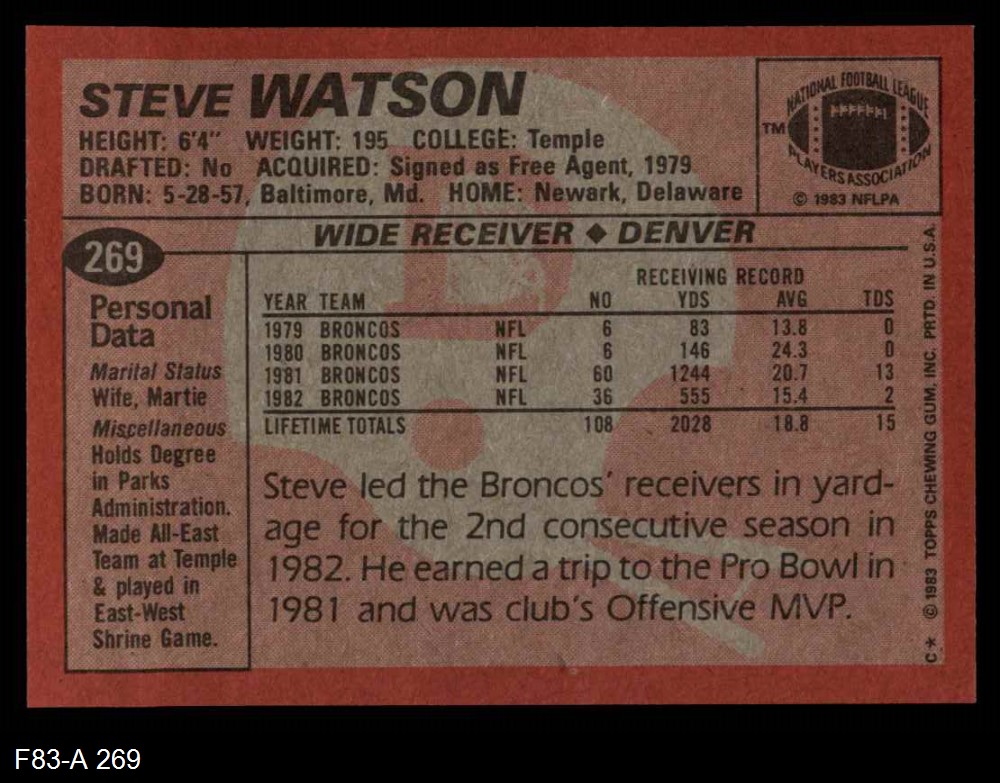 STEVE WATSON
HEIGHT: 6'4" WEIGHT: 195 COLLEGE: Temple
DRAFTED: No ACQUIRED: Signed as Free Agent, 1979
BORN: 5-28-57, Baltimore, Md. HOME: Newark, Delaware
NATIONAL FOOTBALL LEAGUE
TM
PLAYERS ASSOCIATION
© 1983 NFLPA
WIDE RECEIVER ◆ DENVER
269
Personal
Data
Marital Status
Wife, Martie
Miscellaneous
Holds Degree
in Parks
Administration.
Made All-East
Team at Temple
& played in
East-West
Shrine Game.
RECEIVING RECORD
YEAR TEAM NO YDS AVG TDS
1979 BRONCOS NFL 6 83 13.8 0
1980 BRONCOS NFL 6 146 24.3 0
1981 BRONCOS NFL 60 1244 20.7 13
1982 BRONCOS NFL 36 555 15.4 2
LIFETIME TOTALS 108 2028 18.8 15
Steve led the Broncos' receivers in yard-
age for the 2nd consecutive season in
1982. He earned a trip to the Pro Bowl in
1981 and was club's Offensive MVP.
C* © 1983 TOPPS CHEWING GUM, INC. PRTD. IN U.S.A.
F83-A 269